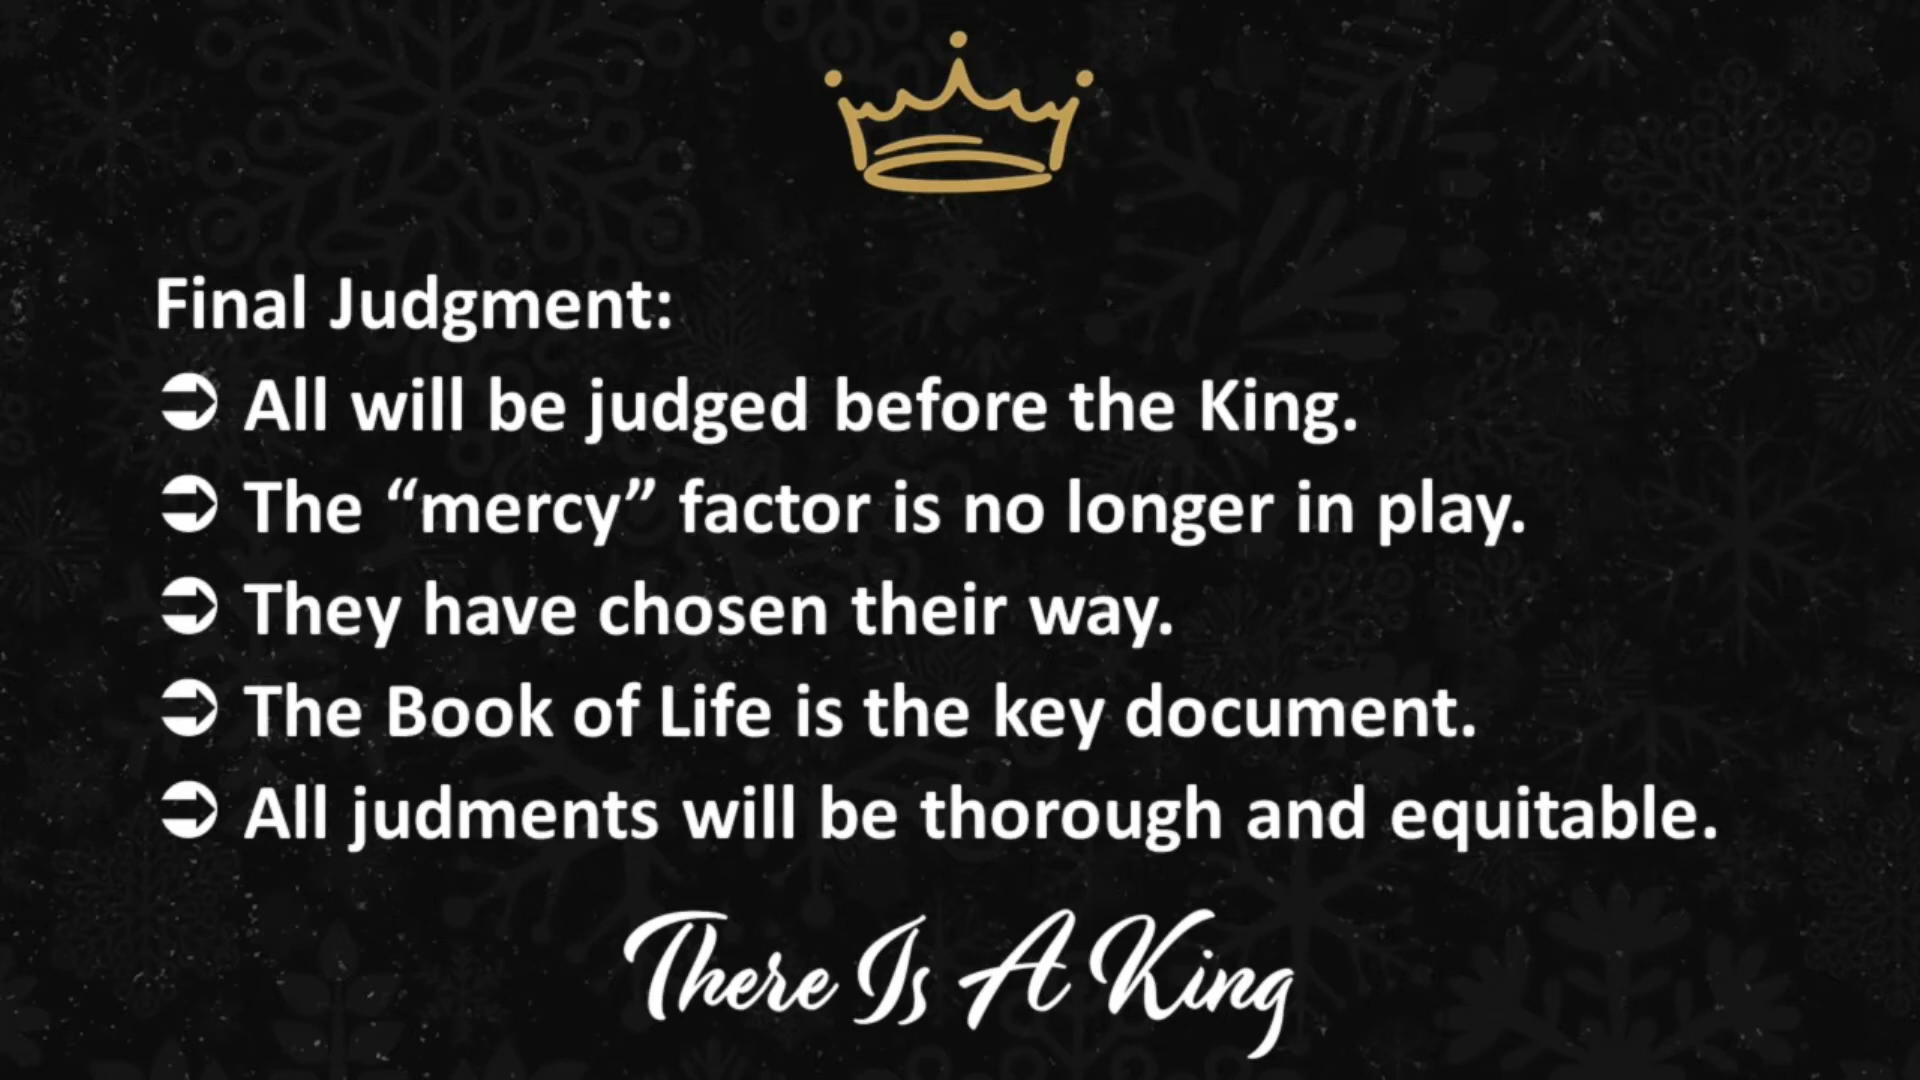 Final Judgment:
➲ All will be judged before the King.
➲ The “mercy” factor is no longer in play.
➲ They have chosen their way.
➲ The Book of Life is the key document.
➲ All judments will be thorough and equitable.
There Is A King